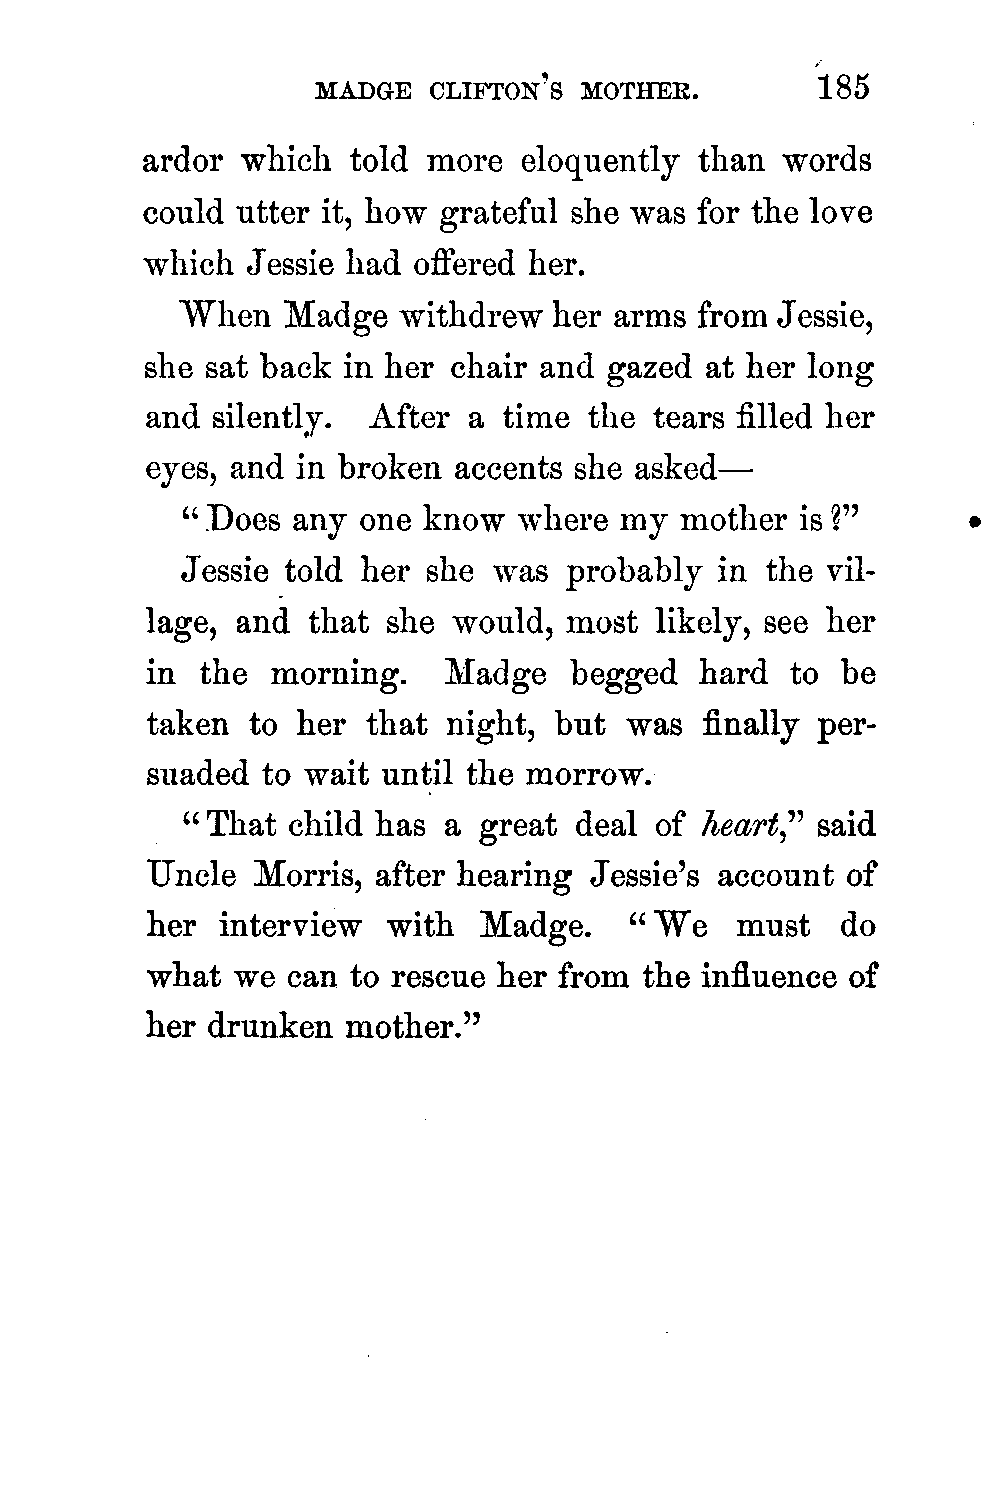 MADGE CLIFTON'S MOTHER. 185
ardor which told more eloquently than words
could utter it, how grateful she was for the love
which Jessie had offered her.
When Madge withdrew her arms from Jessie,
she sat back in her chair and gazed at her long
and silently. After a time the tears filled her
eyes, and in broken accents she asked—
“Does any one know where my mother is?”
Jessie told her she was probably in the vil-
lage, and that she would, most likely, see her
in the morning. Madge begged hard to be
taken to her that night, but was finally per-
suaded to wait until the morrow.
“That child has a great deal of heart,” said
Uncle Morris, after hearing Jessie’s account of
her interview with Madge. “We must do
what we can to rescue her from the influence of
her drunken mother.”